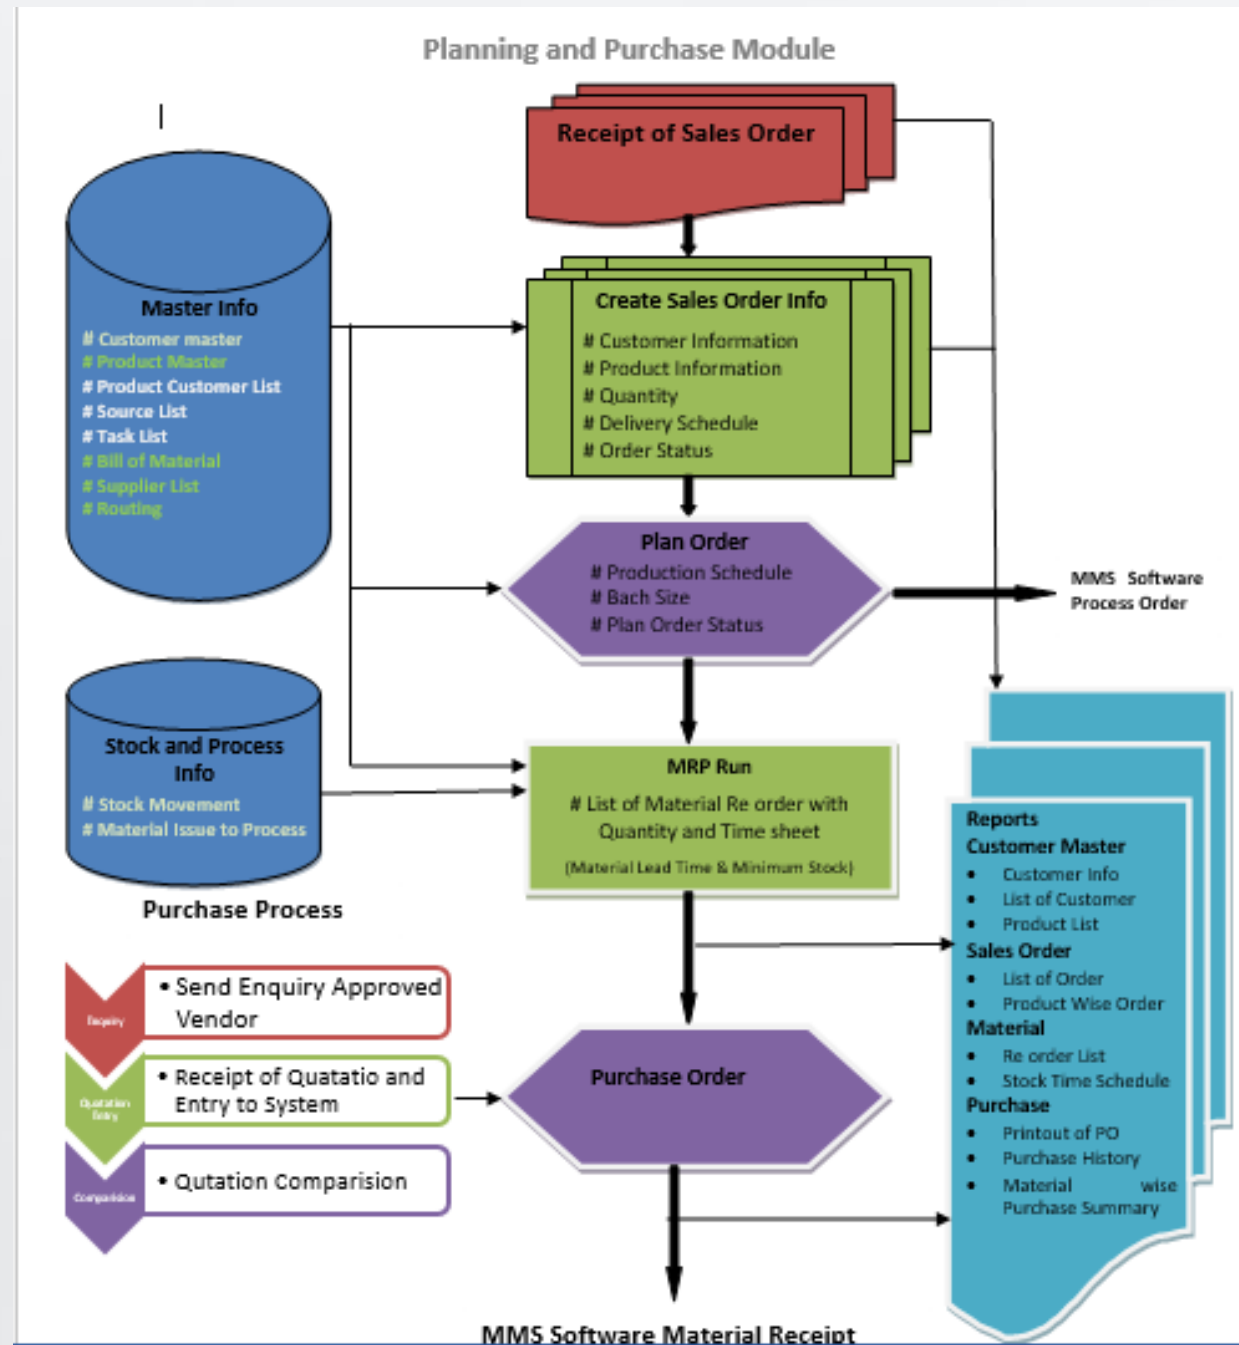 Planning and Purchase Module
Receipt of Sales Order
Master Info
# Customer master
# Product Master
# Product Customer List
# Source List
# Task List
# Bill of Material
# Supplier List
# Routing
Create Sales Order Info
# Customer Information
# Product Information
# Quantity
# Delivery Schedule
# Order Status
Plan Order
# Production Schedule
# Bach Size
# Plan Order Status
MMS Software
Process Order
Stock and Process
Info
# Stock Movement
# Material Issue to Process
MRP Run
# List of Material Re order with
Quantity and Time sheet
(Material Lead Time & Minimum Stock)
Purchase Process
Enquiry
• Send Enquiry Approved
Vendor
Quotation
Entry
• Receipt of Quatatio and
Entry to System
Comparision
• Qutation Comparision
Purchase Order
Reports
Customer Master
• Customer Info
• List of Customer
• Product List
Sales Order
• List of Order
• Product Wise Order
Material
• Re order List
• Stock Time Schedule
Purchase
• Printout of PO
• Purchase History
• Material wise
Purchase Summary
MMS Software Material Receipt